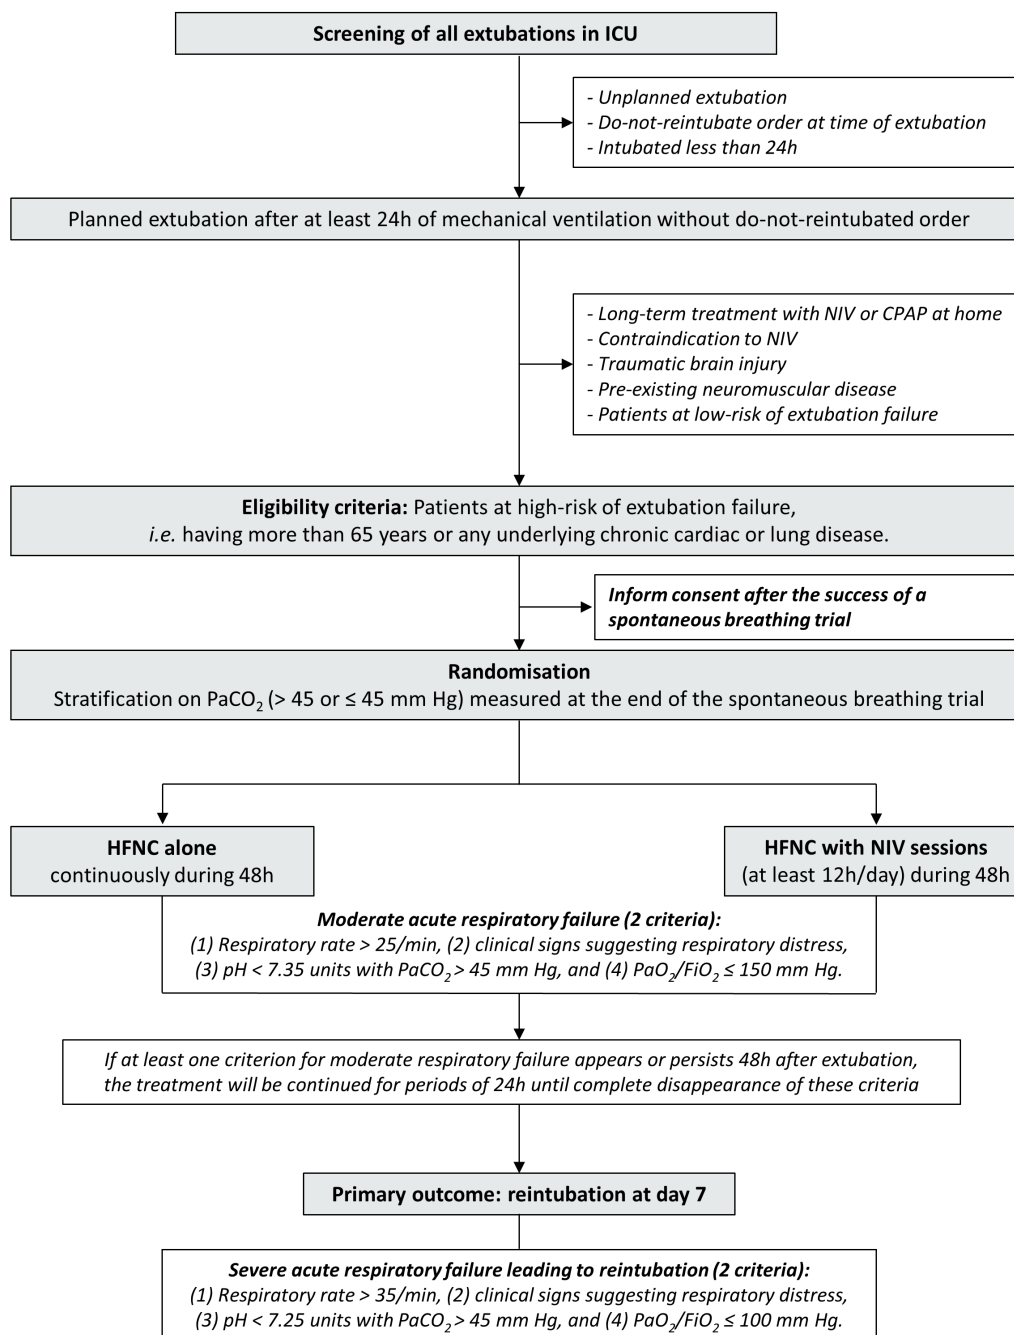 Screening of all extubations in ICU
- Unplanned extubation
- Do-not-reintubate order at time of extubation
- Intubated less than 24h
Planned extubation after at least 24h of mechanical ventilation without do-not-reintubated order
- Long-term treatment with NIV or CPAP at home
- Contraindication to NIV
- Traumatic brain injury
- Pre-existing neuromuscular disease
- Patients at low-risk of extubation failure
Eligibility criteria: Patients at high-risk of extubation failure,
i.e. having more than 65 years or any underlying chronic cardiac or lung disease.
Inform consent after the success of a
spontaneous breathing trial
Randomisation
Stratification on PaCO2 (> 45 or ≤ 45 mm Hg) measured at the end of the spontaneous breathing trial
HFNC alone
continuously during 48h
HFNC with NIV sessions
(at least 12h/day) during 48h
Moderate acute respiratory failure (2 criteria):
(1) Respiratory rate > 25/min, (2) clinical signs suggesting respiratory distress,
(3) pH < 7.35 units with PaCO2 > 45 mm Hg, and (4) PaO2/FiO2 ≤ 150 mm Hg.
If at least one criterion for moderate respiratory failure appears or persists 48h after extubation,
the treatment will be continued for periods of 24h until complete disappearance of these criteria
Primary outcome: reintubation at day 7
Severe acute respiratory failure leading to reintubation (2 criteria):
(1) Respiratory rate > 35/min, (2) clinical signs suggesting respiratory distress,
(3) pH < 7.25 units with PaCO2 > 45 mm Hg, and (4) PaO2/FiO2 ≤ 100 mm Hg.